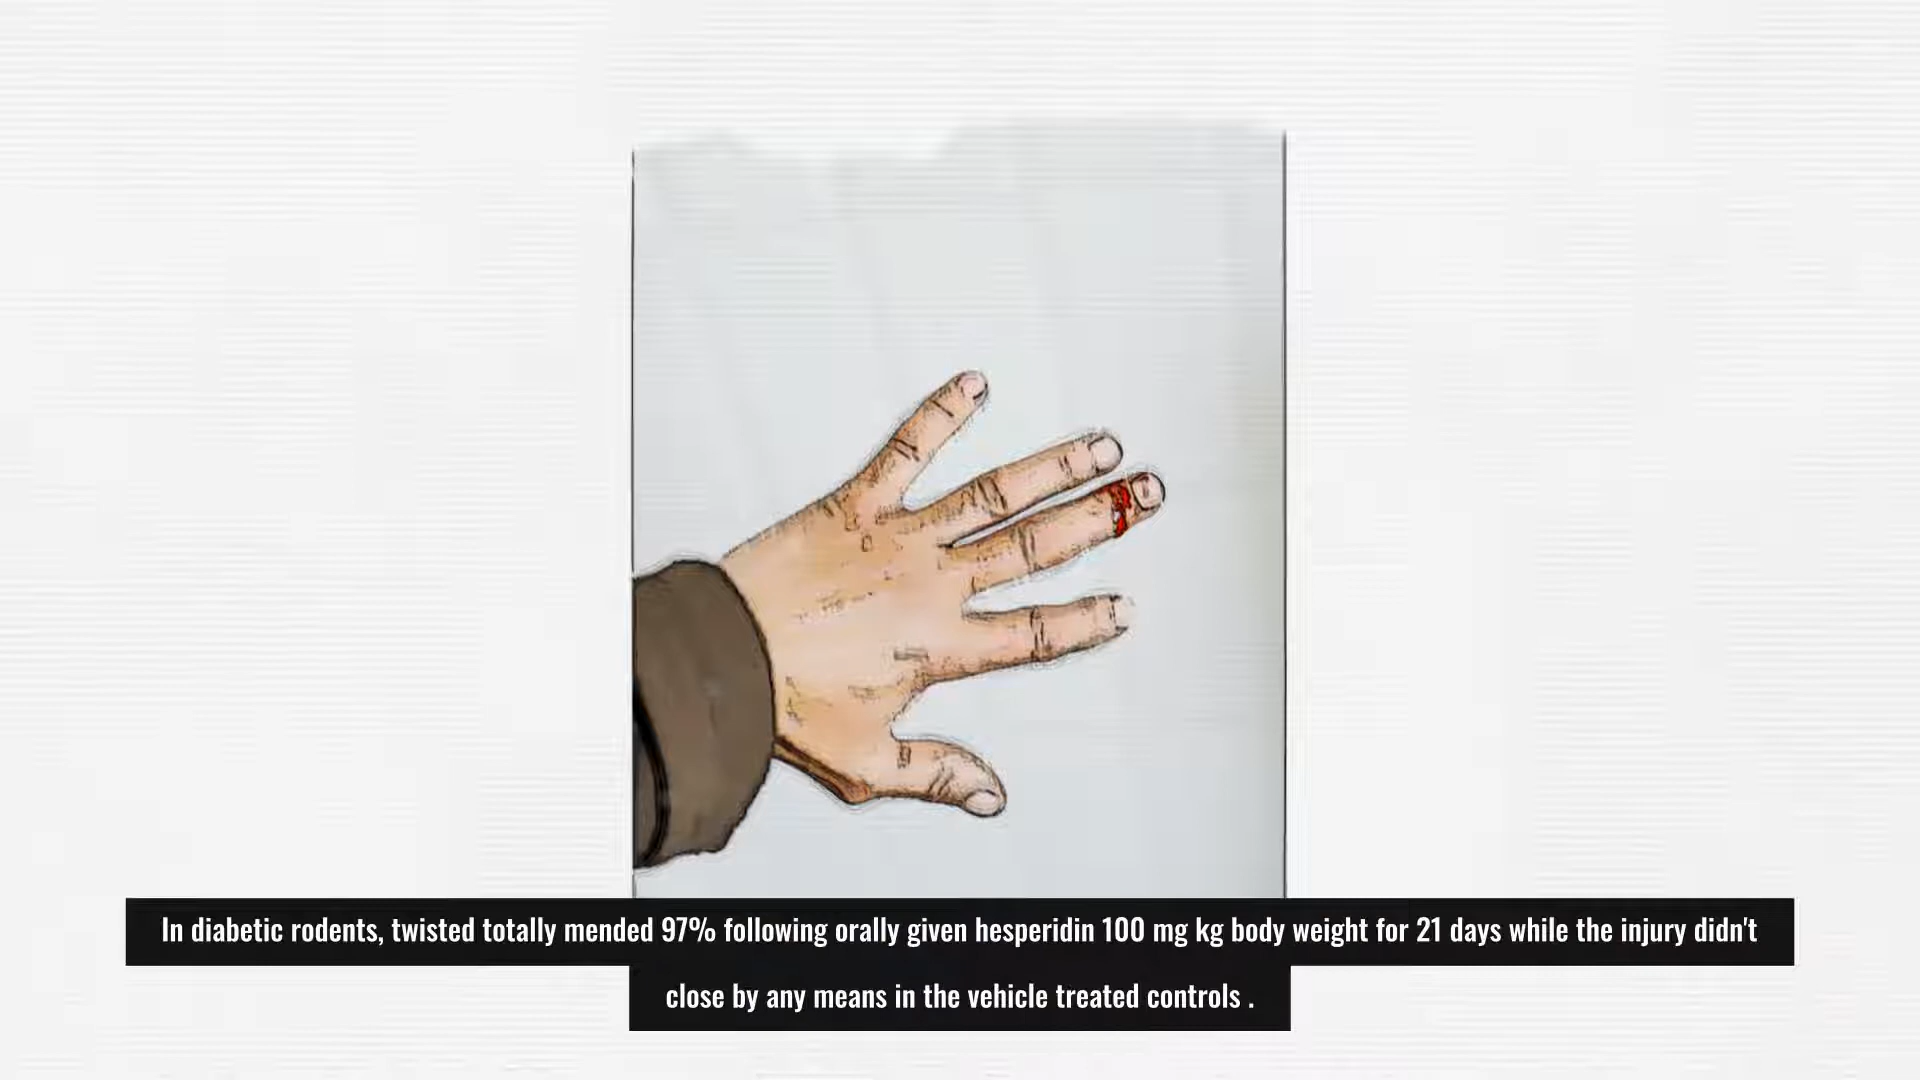 In diabetic rodents, twisted totally mended 97% following orally given hesperidin 100 mg kg body weight for 21 days while the injury didn't
close by any means in the vehicle treated controls .